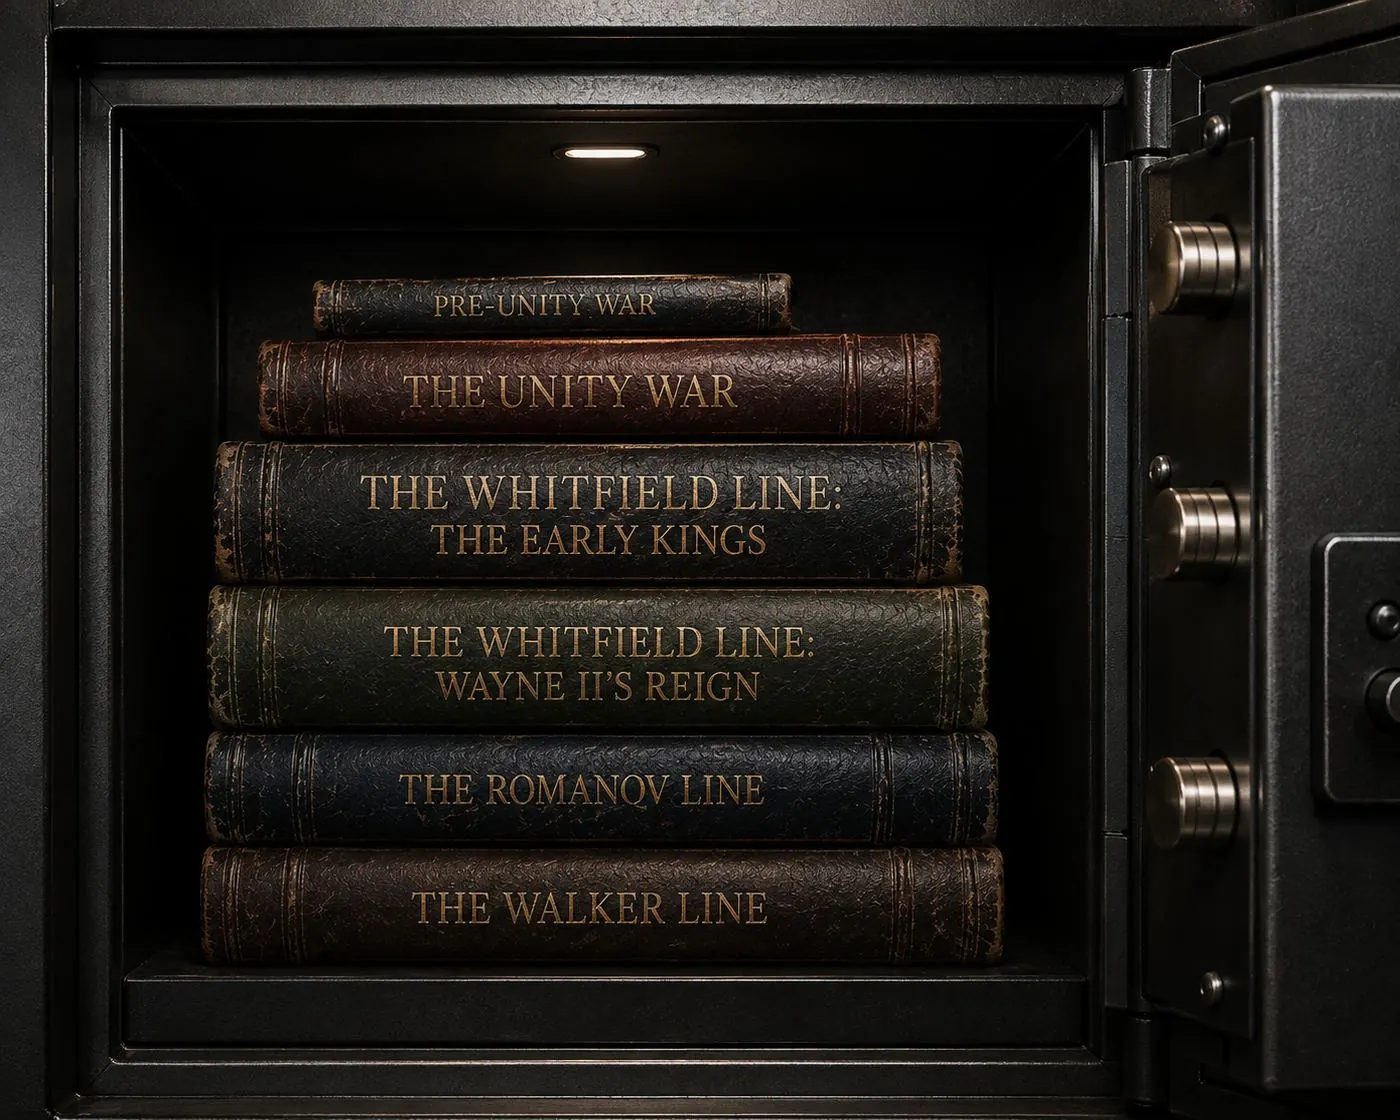 PRE-UNITY WAR
THE UNITY WAR
THE WHITFIELD LINE:
THE EARLY KINGS
THE WHITFIELD LINE:
WAYNE II'S REIGN
THE ROMANOV LINE
THE WALKER LINE